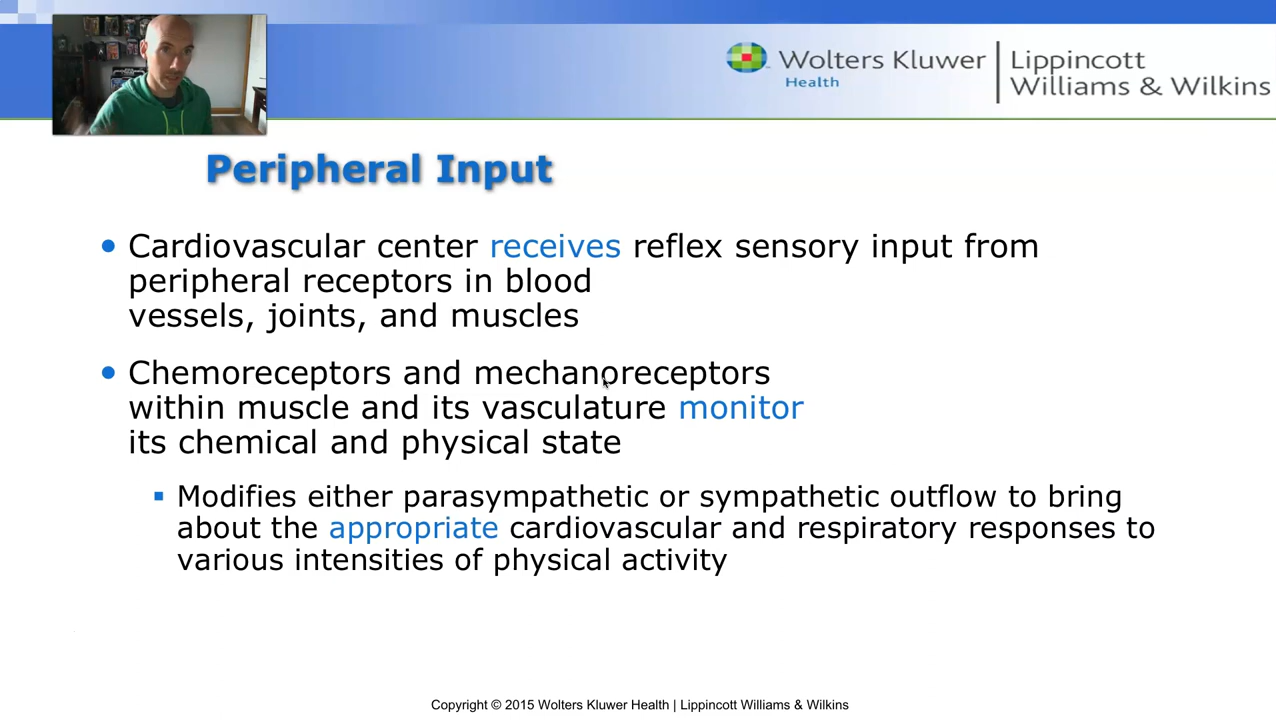 Wolters Kluwer
Health
Lippincott
Williams & Wilkins
Peripheral Input
• Cardiovascular center receives reflex sensory input from
peripheral receptors in blood
vessels, joints, and muscles
• Chemoreceptors and mechanoreceptors
within muscle and its vasculature monitor
its chemical and physical state
▪ Modifies either parasympathetic or sympathetic outflow to bring
about the appropriate cardiovascular and respiratory responses to
various intensities of physical activity
Copyright © 2015 Wolters Kluwer Health | Lippincott Williams & Wilkins